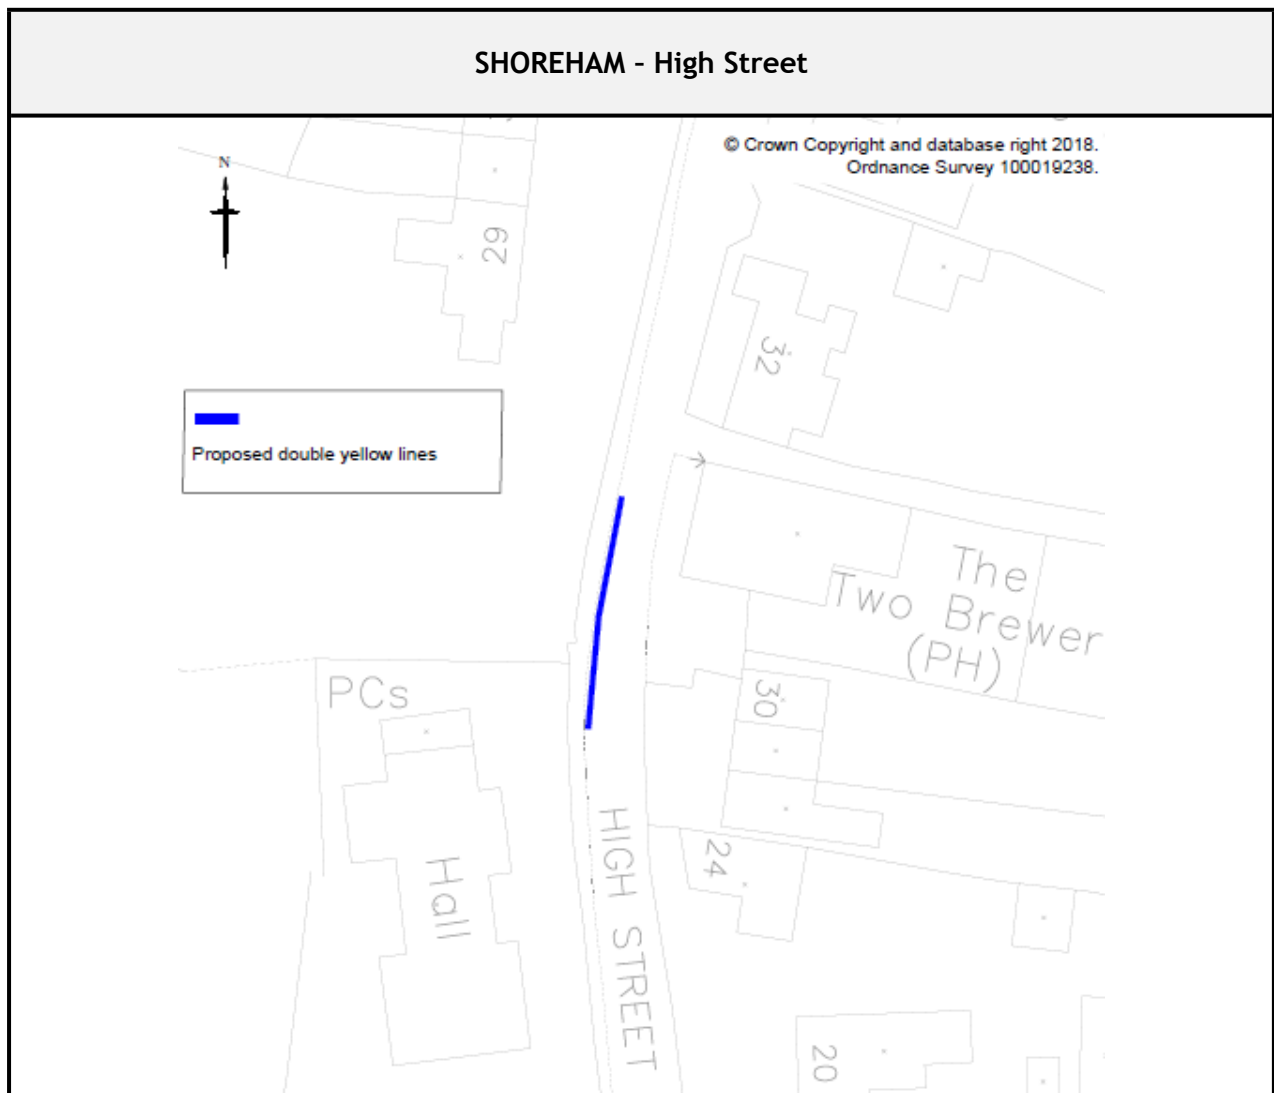 SHOREHAM – High Street
© Crown Copyright and database right 2018.
Ordnance Survey 100019238.
N
29
32
Proposed double yellow lines
The
Two Brewer
(PH)
PCs
30
HIGH STREET
24
Hall
20